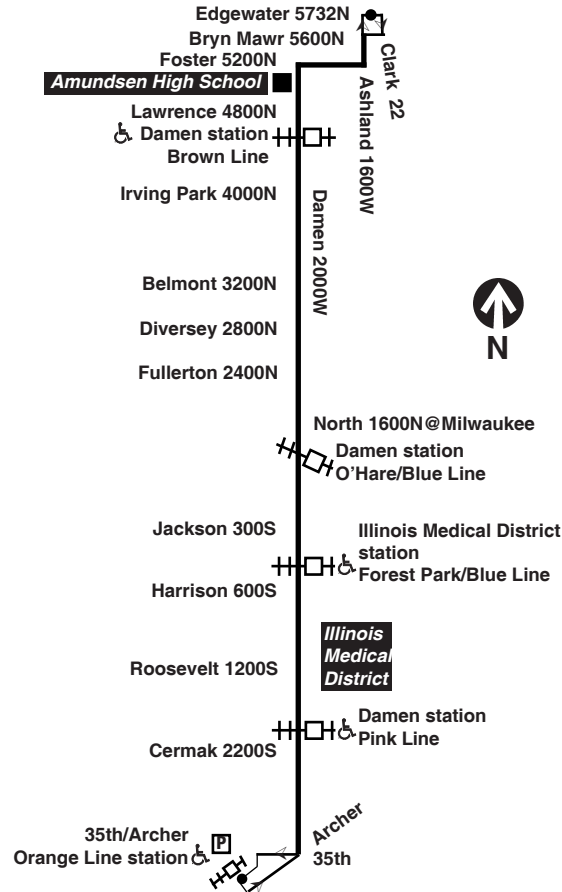 Edgewater 5732N
Bryn Mawr 5600N
Foster 5200N
Clark 22
Amundsen High School
Ashland 1600W
Lawrence 4800N
Damen station
Brown Line
Irving Park 4000N
Damen 2000W
Belmont 3200N
Diversey 2800N
N
Fullerton 2400N
North 1600N@Milwaukee
Damen station
O'Hare/Blue Line
Jackson 300S
Illinois Medical District
station
Forest Park/Blue Line
Harrison 600S
Illinois
Medical
District
Roosevelt 1200S
Damen station
Pink Line
Cermak 2200S
Archer
35th
35th/Archer
P
Orange Line station